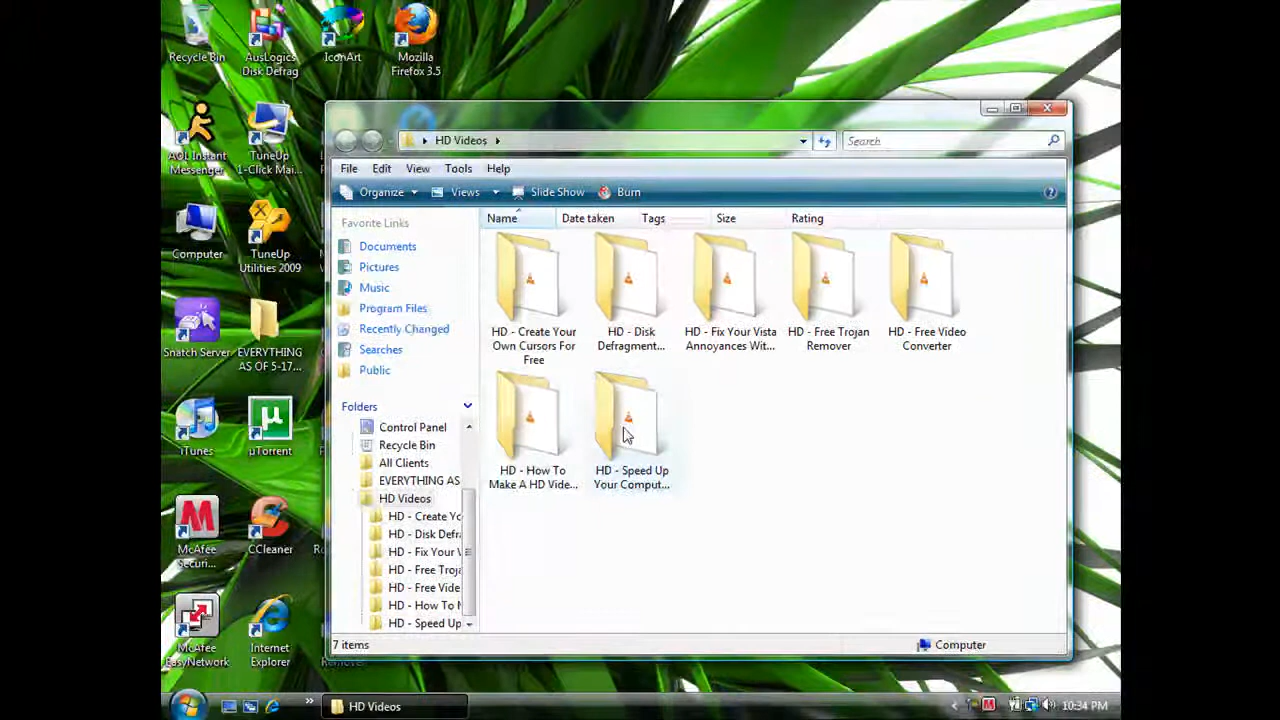 Recycle Bin
AusLogics
Disk Defrag
IconArt
Mozilla
Firefox 3.5
AOL Instant
Messenger
TuneUp
1-Click Mai...
Computer
TuneUp
Utilities 2009
Snatch Server
EVERYTHING
AS OF 5-17...
iTunes
µTorrent
McAfee
Securi...
CCleaner
McAfee
EasyNetwork
Internet
Explorer
HD Videos
Search
File Edit View Tools Help
Organize Views Slide Show Burn
Favorite Links
Documents
Pictures
Music
Program Files
Recently Changed
Searches
Public
Folders
Control Panel
Recycle Bin
All Clients
EVERYTHING AS
HD Videos
HD - Create Yo
HD - Disk Defra
HD - Fix Your V
HD - Free Troja
HD - Free Vide
HD - How To M
HD - Speed Up
Name Date taken Tags Size Rating
HD - Create Your
Own Cursors For
Free
HD - Disk
Defragment...
HD - Fix Your Vista
Annoyances Wit...
HD - Free Trojan
Remover
HD - Free Video
Converter
HD - How To
Make A HD Vide...
HD - Speed Up
Your Comput...
7 items
Computer
HD Videos
10:34 PM